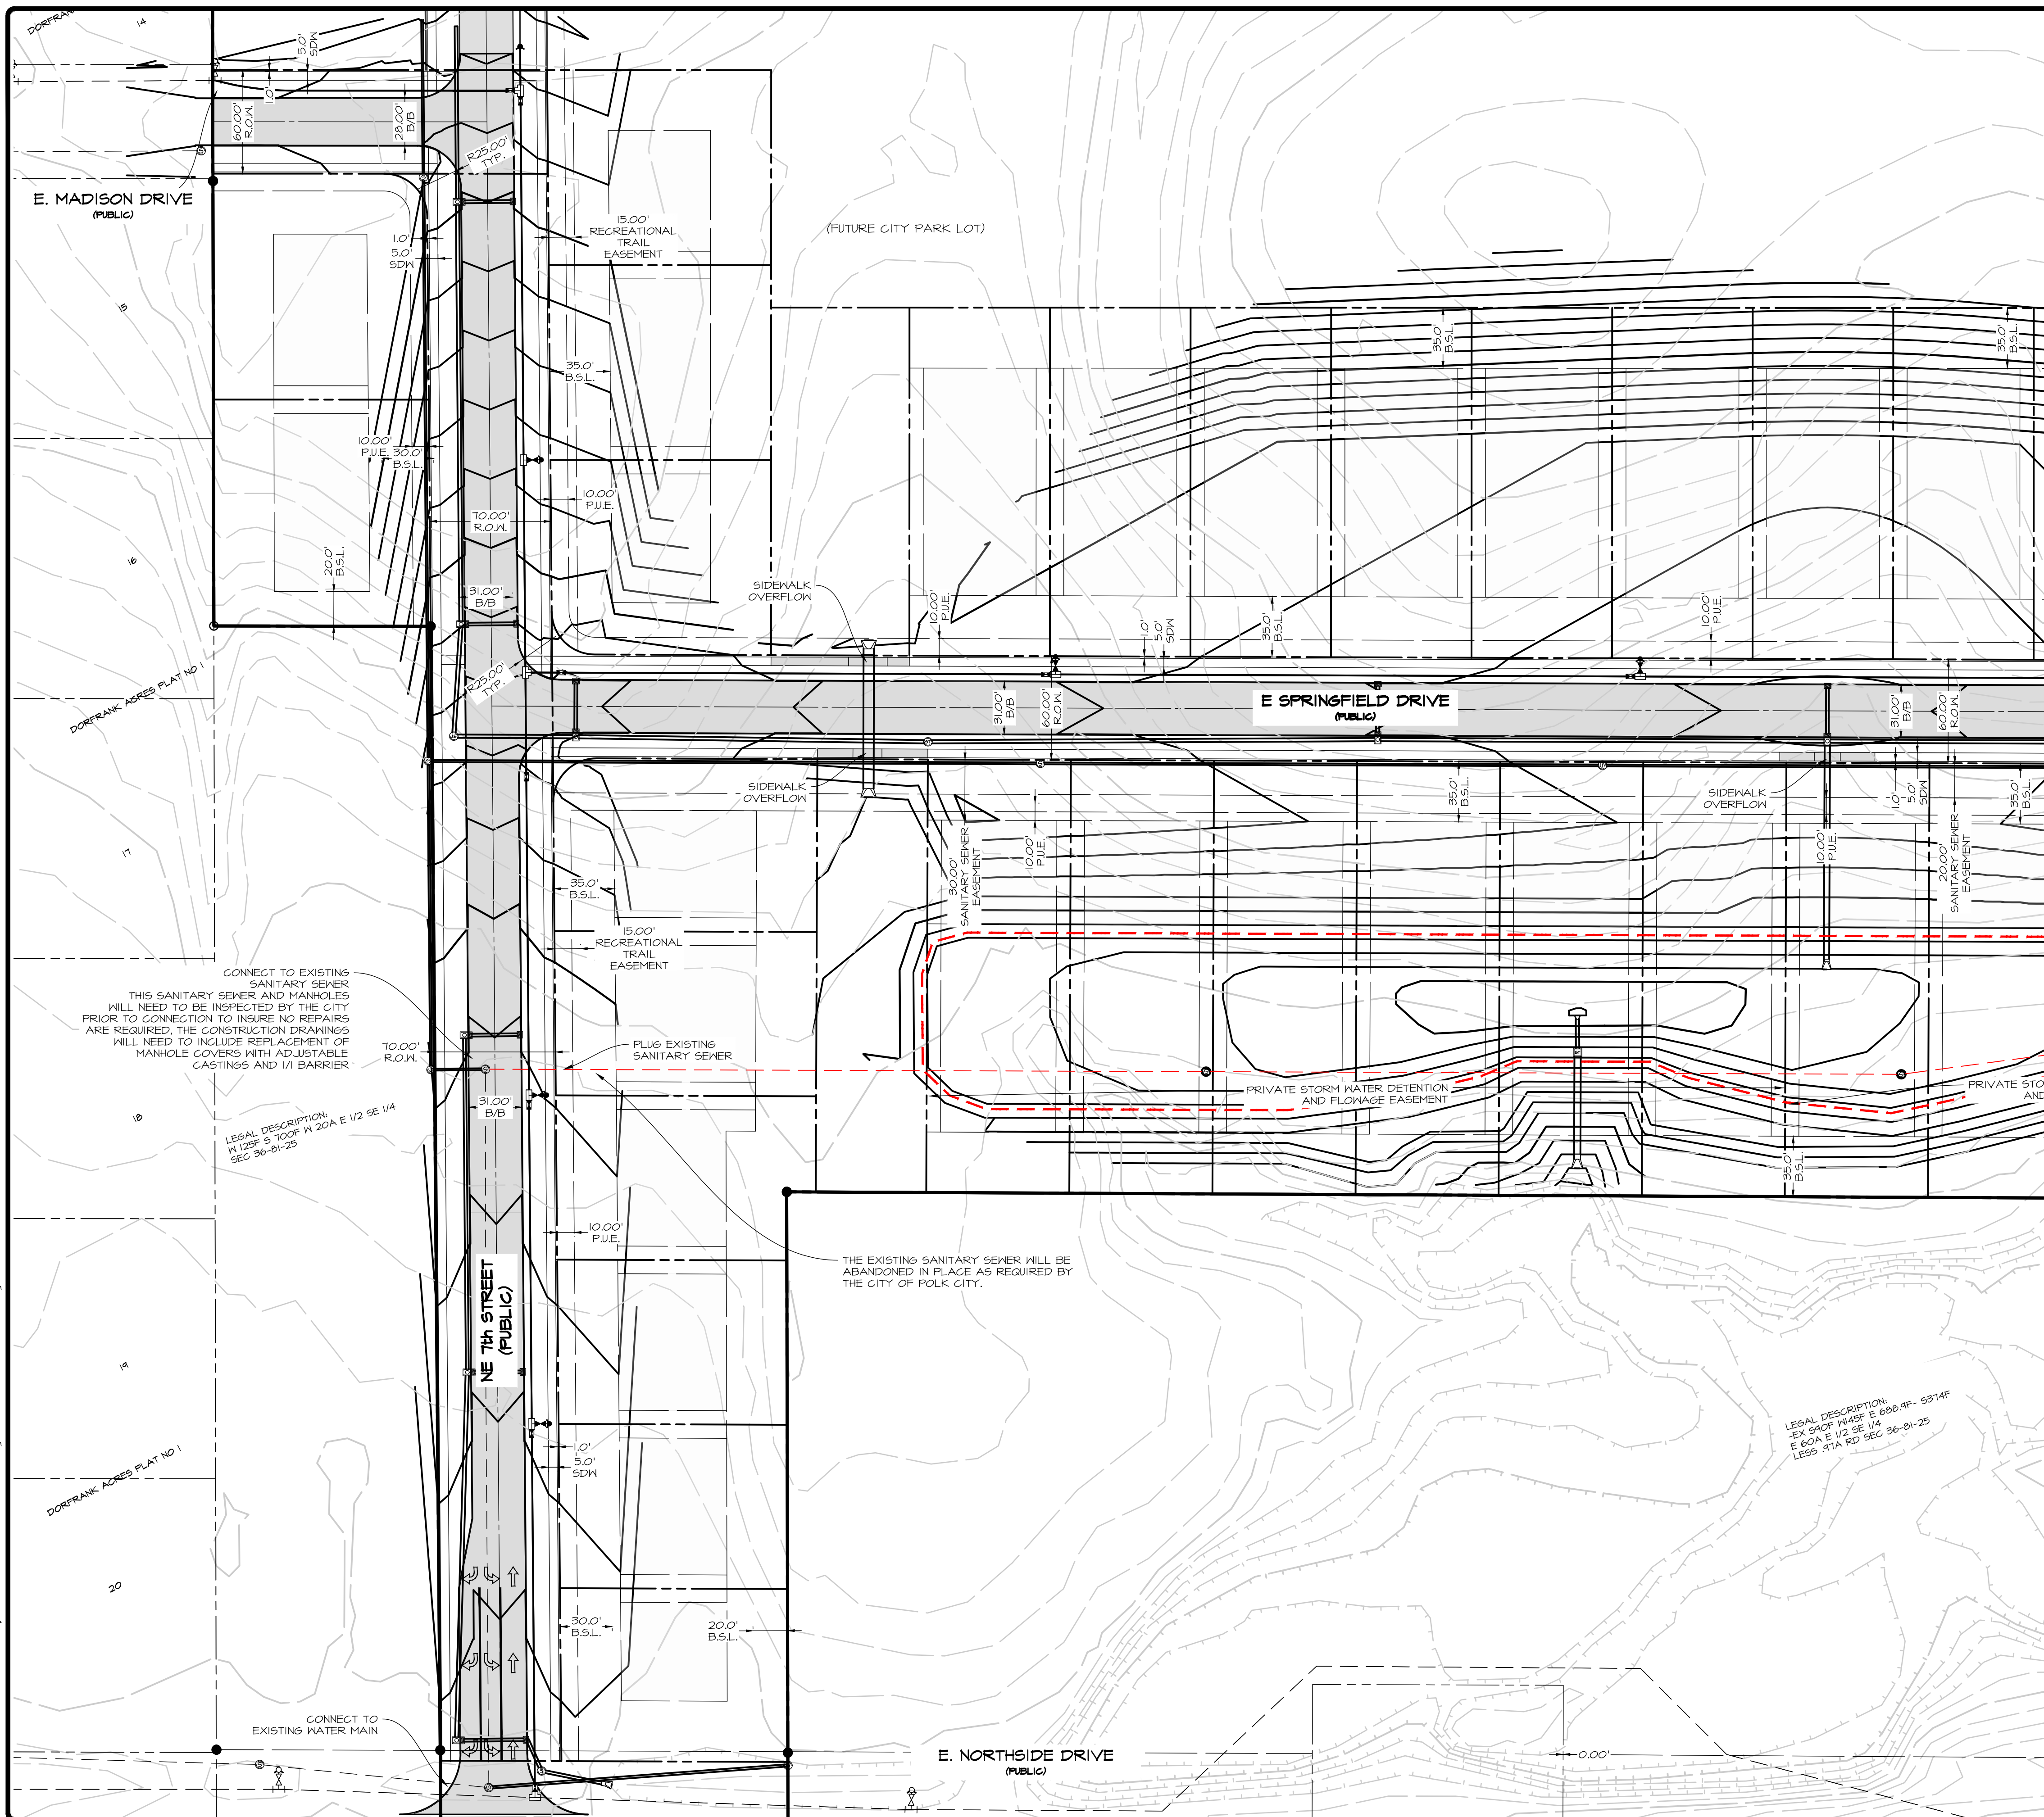 DORFRAN
14
5.0'
SDW
1.0'
60.00'
R.O.W.
28.00'
B/B
R25.00'
TYP.
E. MADISON DRIVE
(PUBLIC)
1.0'
5.0'
SDW
15.00'
RECREATIONAL
TRAIL
EASEMENT
(FUTURE CITY PARK LOT)
15
35.0'
B.S.L.
35.0'
B.S.L.
35.0'
B.S.L.
10.00'
P.U.E.
30.0'
B.S.L.
10.00'
P.U.E.
70.00'
R.O.W.
16
20.0'
B.S.L.
31.00'
B/B
SIDEWALK
OVERFLOW
10.00'
P.U.E.
1.0'
5.0'
SDW
35.0'
B.S.L.
10.00'
P.U.E.
DORFRANK ACRES PLAT NO 1
R25.00'
TYP.
31.00'
B/B
60.00'
R.O.W.
E SPRINGFIELD DRIVE
(PUBLIC)
31.00'
B/B
60.00'
R.O.W.
17
SIDEWALK
OVERFLOW
30.00'
SANITARY SEWER
EASEMENT
10.00'
P.U.E.
35.0'
B.S.L.
SIDEWALK
OVERFLOW
10.00'
P.U.E.
1.0'
5.0'
SDW
20.00'
SANITARY SEWER
EASEMENT
35.0'
B.S.L.
35.0'
B.S.L.
15.00'
RECREATIONAL
TRAIL
EASEMENT
CONNECT TO EXISTING
SANITARY SEWER
THIS SANITARY SEWER AND MANHOLES
WILL NEED TO BE INSPECTED BY THE CITY
PRIOR TO CONNECTION TO INSURE NO REPAIRS
ARE REQUIRED, THE CONSTRUCTION DRAWINGS
WILL NEED TO INCLUDE REPLACEMENT OF
MANHOLE COVERS WITH ADJUSTABLE
CASTINGS AND I/I BARRIER
70.00'
R.O.W.
PLUG EXISTING
SANITARY SEWER
31.00'
B/B
PRIVATE STORM WATER DETENTION
AND FLOWAGE EASEMENT
PRIVATE STO
AND
18
LEGAL DESCRIPTION:
W 125F S 700F W 20A E 1/2 SE 1/4
SEC 36-81-25
35.0'
B.S.L.
10.00'
P.U.E.
THE EXISTING SANITARY SEWER WILL BE
ABANDONED IN PLACE AS REQUIRED BY
THE CITY OF POLK CITY.
NE 7th STREET
(PUBLIC)
19
LEGAL DESCRIPTION:
-EX S90F W145F E 688.9F- S374F
E 60A E 1/2 SE 1/4
LESS .97A RD SEC 36-81-25
1.0'
5.0'
SDW
DORFRANK ACRES PLAT NO 1
20
30.0'
B.S.L.
20.0'
B.S.L.
CONNECT TO
EXISTING WATER MAIN
E. NORTHSIDE DRIVE
(PUBLIC)
0.00'